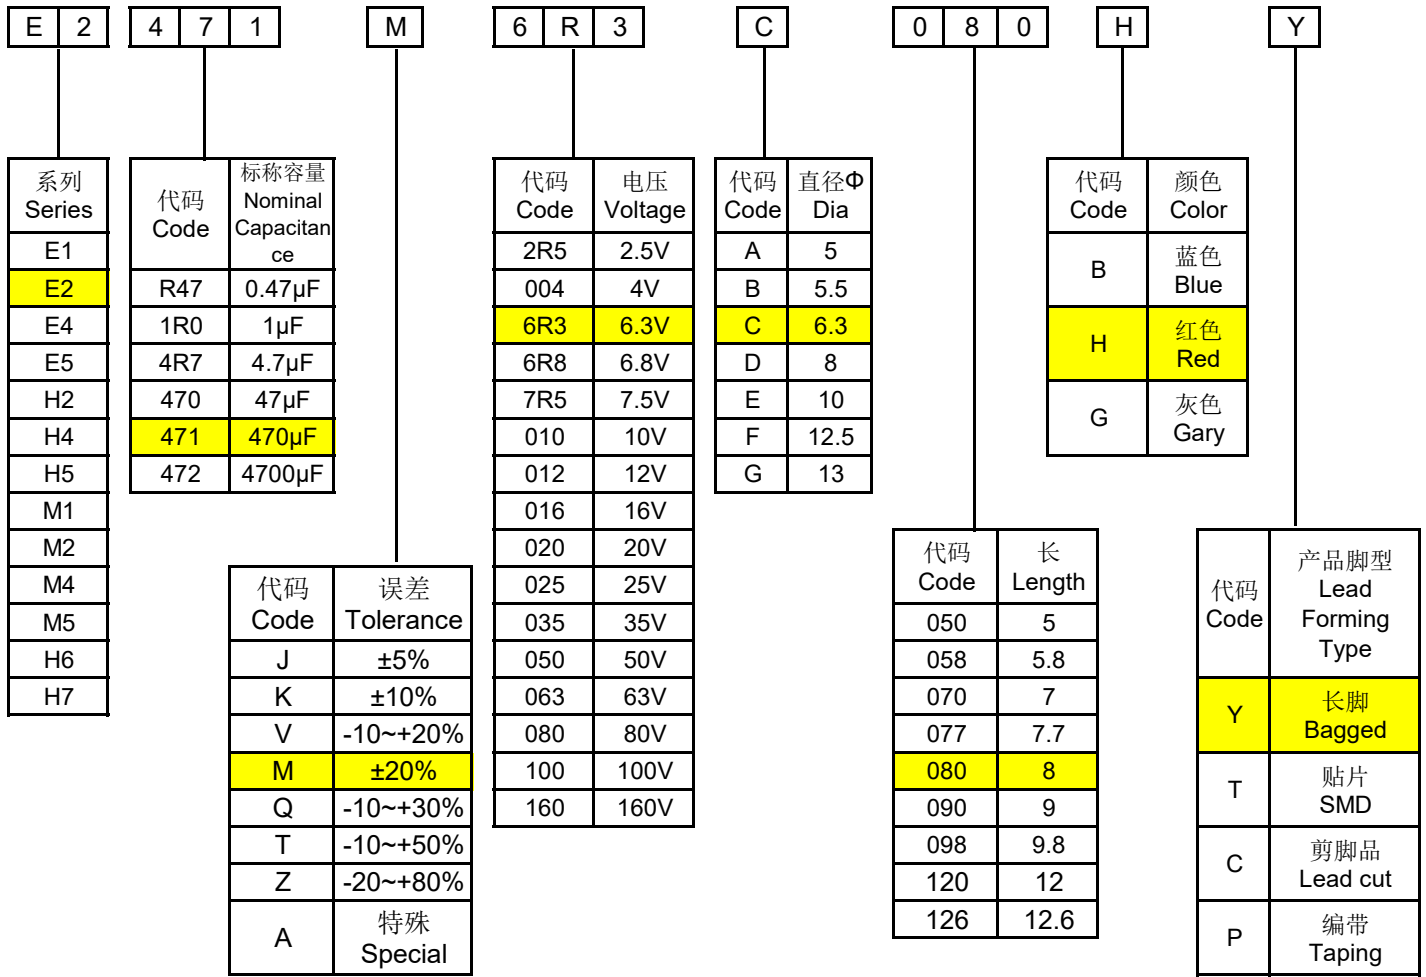 E 2 4 7 1 M 6 R 3 C 0 8 0 H Y
系列
Series
E1
E2
E4
E5
H2
H4
H5
M1
M2
M4
M5
H6
H7
代码
Code
标称容量
Nominal
Capacitan
ce
R47 0.47µF
1R0 1µF
4R7 4.7µF
470 47µF
471 470µF
472 4700µF
代码 误差
Code Tolerance
J ±5%
K ±10%
V -10~+20%
M ±20%
Q -10~+30%
T -10~+50%
Z -20~+80%
A
特殊
Special
代码 电压
Code Voltage
2R5 2.5V
004 4V
6R3 6.3V
6R8 6.8V
7R5 7.5V
010 10V
012 12V
016 16V
020 20V
025 25V
035 35V
050 50V
063 63V
080 80V
100 100V
160 160V
代码 直径Φ
Code Dia
A 5
B 5.5
C 6.3
D 8
E 10
F 12.5
G 13
代码 长
Code Length
050 5
058 5.8
070 7
077 7.7
080 8
090 9
098 9.8
120 12
126 12.6
代码 颜色
Code Color
B
蓝色
Blue
H
红色
Red
G
灰色
Gary
代码
Code
产品脚型
Lead
Forming
Type
Y
长脚
Bagged
T
贴片
SMD
C
剪脚品
Lead cut
P
编带
Taping